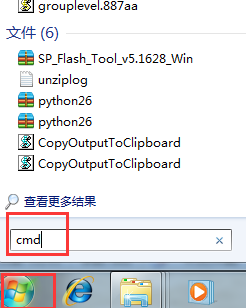 grouplevel.887aa
文件 (6)
SP_Flash_Tool_v5.1628_Win
unziplog
python26
python26
CopyOutputToClipboard
CopyOutputToClipboard
查看更多结果
cmd